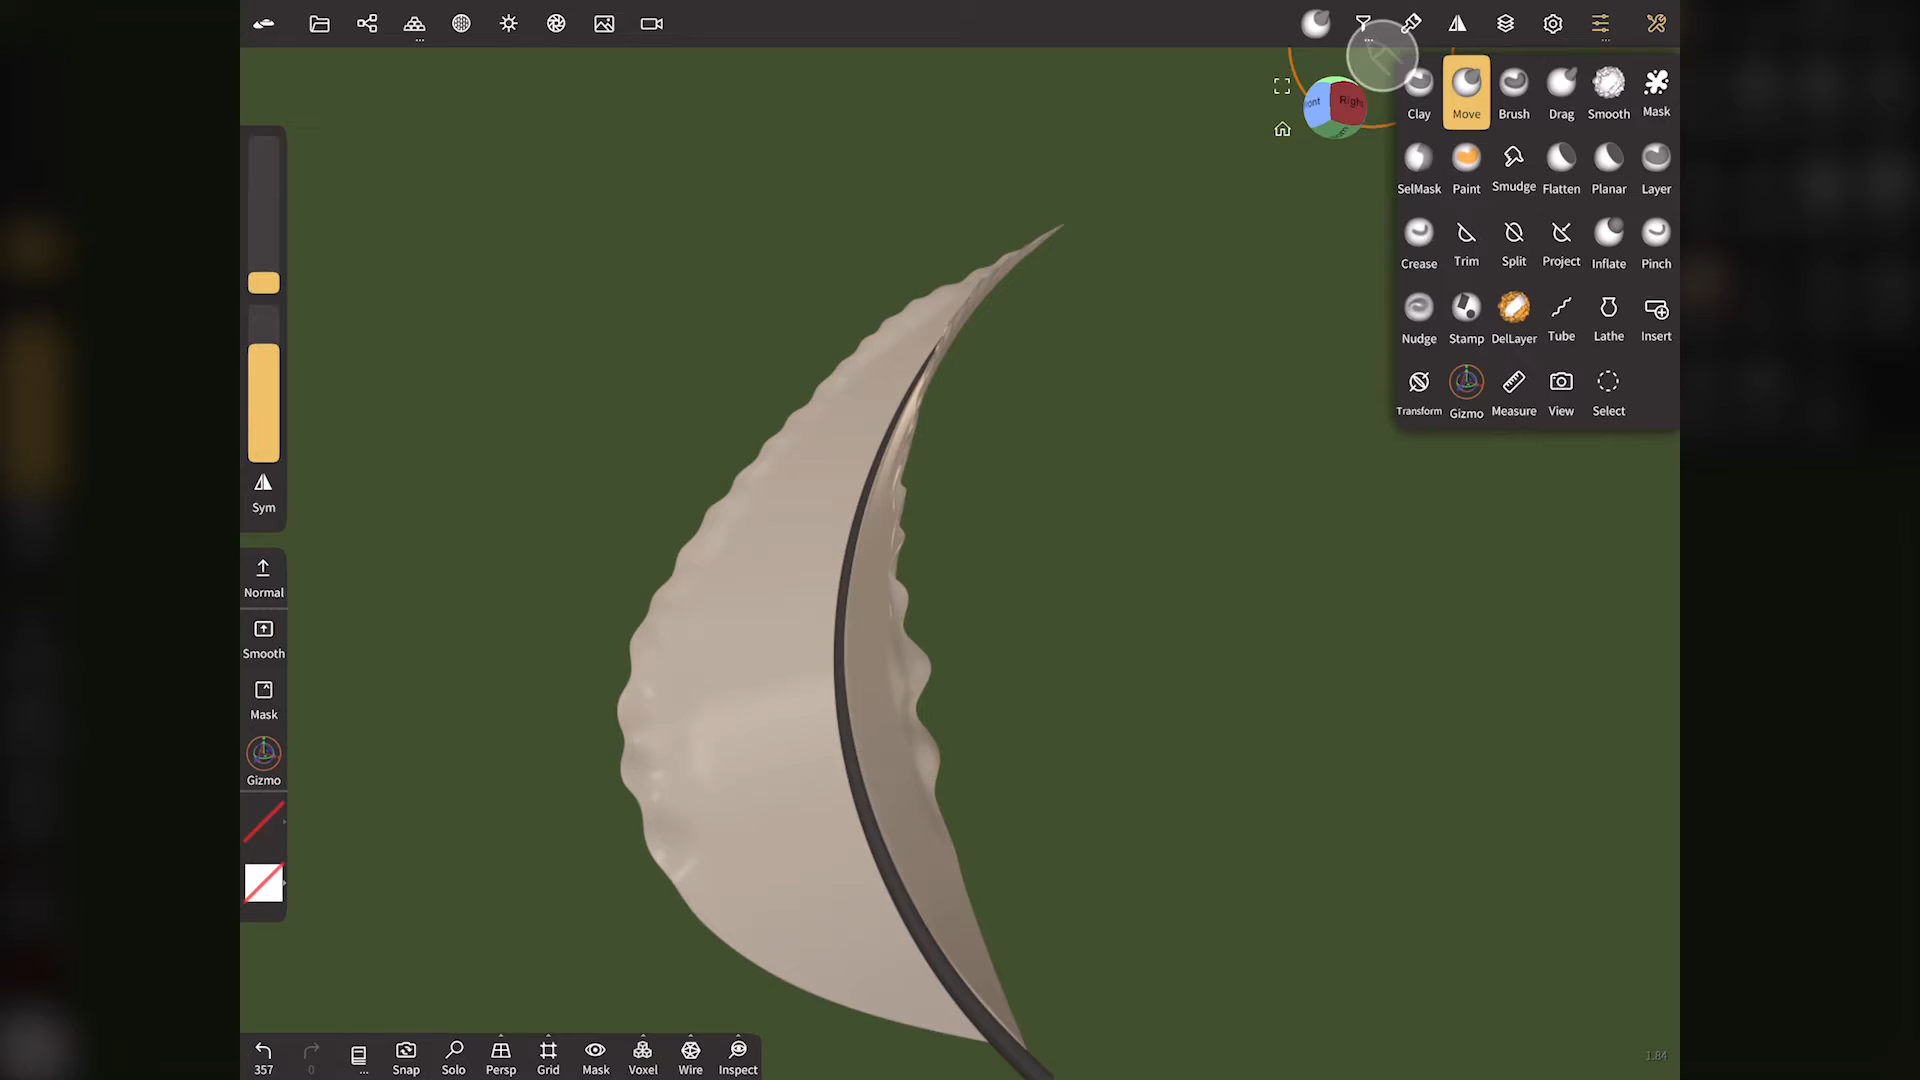 ...
...
...
ont
Right
Clay
Move
Brush
Drag
Smooth
Mask
SelMask
Paint
Smudge
Flatten
Planar
Layer
Crease
Trim
Split
Project
Inflate
Pinch
Nudge
Stamp
DelLayer
Tube
Lathe
Insert
Transform
Gizmo
Measure
View
Select
Sym
Normal
Smooth
Mask
Gizmo
357
0
...
Snap
Solo
Persp
Grid
Mask
Voxel
Wire
Inspect
1.84